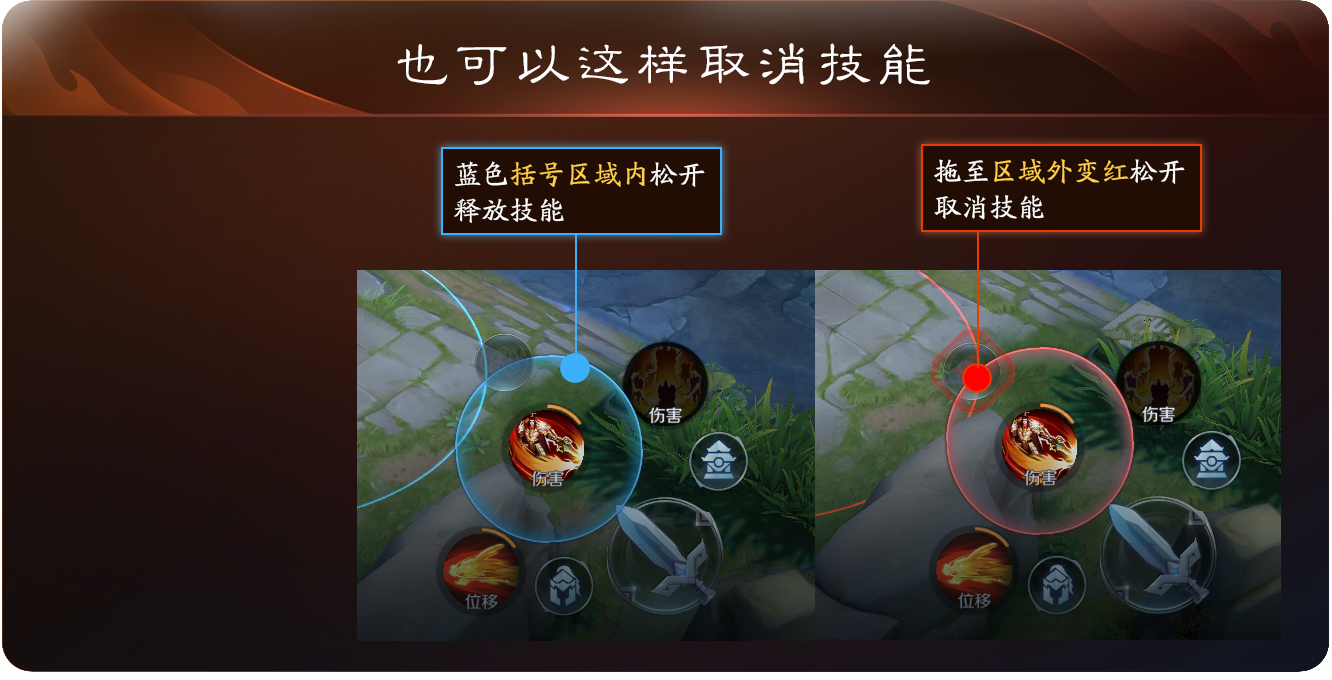 也可以这样取消技能
蓝色括号区域内松开
释放技能
拖至区域外变红松开
取消技能
伤害
伤害
位移
伤害
伤害
位移